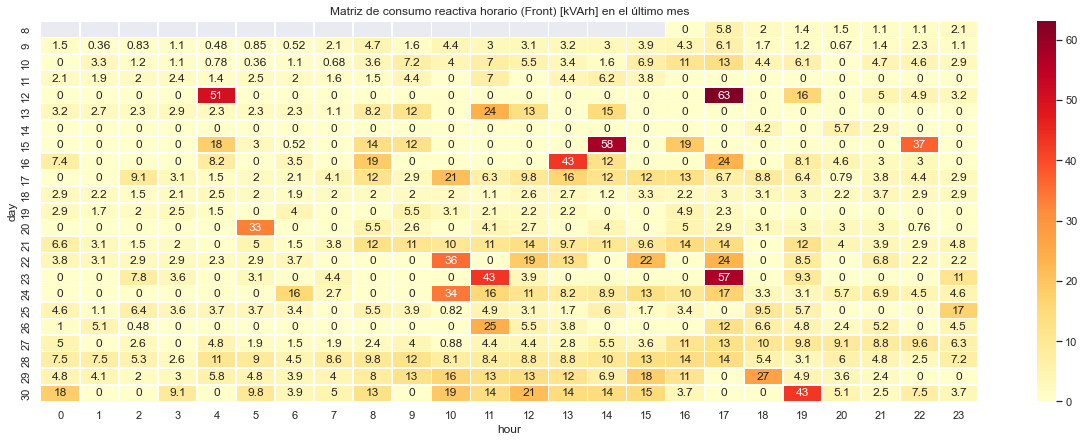 Matriz de consumo reactiva horario (Front) [kVArh] en el último mes
8 0 5.8 2 1.4 1.5 1.1 1.1 2.1
9 1.5 0.36 0.83 1.1 0.48 0.85 0.52 2.1 4.7 1.6 4.4 3 3.1 3.2 3 3.9 4.3 6.1 1.7 1.2 0.67 1.4 2.3 1.1
10 0 3.3 1.2 1.1 0.78 0.36 1.1 0.68 3.6 7.2 4 7 5.5 3.4 1.6 6.9 11 13 4.4 6.1 0 4.7 4.6 2.9
11 2.1 1.9 2 2.4 1.4 2.5 2 1.6 1.5 4.4 0 7 0 4.4 6.2 3.8 0 0 0 0 0 0 0 0
12 0 0 0 0 51 0 0 0 0 0 0 0 0 0 0 0 0 63 0 16 0 5 4.9 3.2
13 3.2 2.7 2.3 2.9 2.3 2.3 2.3 1.1 8.2 12 0 24 13 0 15 0 0 0 0 0 0 0 0 0
14 0 0 0 0 0 0 0 0 0 0 0 0 0 0 0 0 0 0 4.2 0 5.7 2.9 0 0
15 0 0 0 0 18 3 0.52 0 14 12 0 0 0 0 58 0 19 0 0 0 0 0 37 0
16 7.4 0 0 0 8.2 0 3.5 0 19 0 0 0 0 43 12 0 0 24 0 8.1 4.6 3 3 0
17 0 0 9.1 3.1 1.5 2 2.1 4.1 12 2.9 21 6.3 9.8 16 12 12 13 6.7 8.8 6.4 0.79 3.8 4.4 2.9
18 2.9 2.2 1.5 2.1 2.5 2 1.9 2 2 2 2 1.1 2.6 2.7 1.2 3.3 2.2 3 3.1 3 2.2 3.7 2.9 2.9
19 2.9 1.7 2 2.5 1.5 0 4 0 0 5.5 3.1 2.1 2.2 2.2 0 0 4.9 2.3 0 0 0 0 0 0
20 0 0 0 0 0 33 0 0 5.5 2.6 0 4.1 2.7 0 4 0 5 2.9 3.1 3 3 3 0.76 0
21 6.6 3.1 1.5 2 0 5 1.5 3.8 12 11 10 11 14 9.7 11 9.6 14 14 0 12 4 3.9 2.9 4.8
22 3.8 3.1 2.9 2.9 2.3 2.9 3.7 0 0 0 36 0 19 13 0 22 0 24 0 8.5 0 6.8 2.2 2.2
23 0 0 7.8 3.6 0 3.1 0 4.4 0 0 0 43 3.9 0 0 0 0 57 0 9.3 0 0 0 11
24 0 0 0 0 0 0 16 2.7 0 0 34 16 11 8.2 8.9 13 10 17 3.3 3.1 5.7 6.9 4.5 4.6
25 4.6 1.1 6.4 3.6 3.7 3.7 3.4 0 5.5 3.9 0.82 4.9 3.1 1.7 6 1.7 3.4 0 9.5 5.7 0 0 0 17
26 1 5.1 0.48 0 0 0 0 0 0 0 0 25 5.5 3.8 0 0 0 12 6.6 4.8 2.4 5.2 0 4.5
27 5 0 2.6 0 4.8 1.9 1.5 1.9 2.4 4 0.88 4.4 4.4 2.8 5.5 3.6 11 13 10 9.8 9.1 8.8 9.6 6.3
28 7.5 7.5 5.3 2.6 11 9 4.5 8.6 9.8 12 8.1 8.4 8.8 8.8 10 13 14 14 5.4 3.1 6 4.8 2.5 7.2
29 4.8 4.1 2 3 5.8 4.8 3.9 4 8 13 16 13 13 12 6.9 18 11 0 27 4.9 3.6 2.4 0 0
30 18 0 0 9.1 0 9.8 3.9 5 13 0 19 14 21 14 14 15 3.7 0 0 43 5.1 2.5 7.5 3.7
0 1 2 3 4 5 6 7 8 9 10 11 12 13 14 15 16 17 18 19 20 21 22 23
hour
day
60
50
40
30
20
10
0